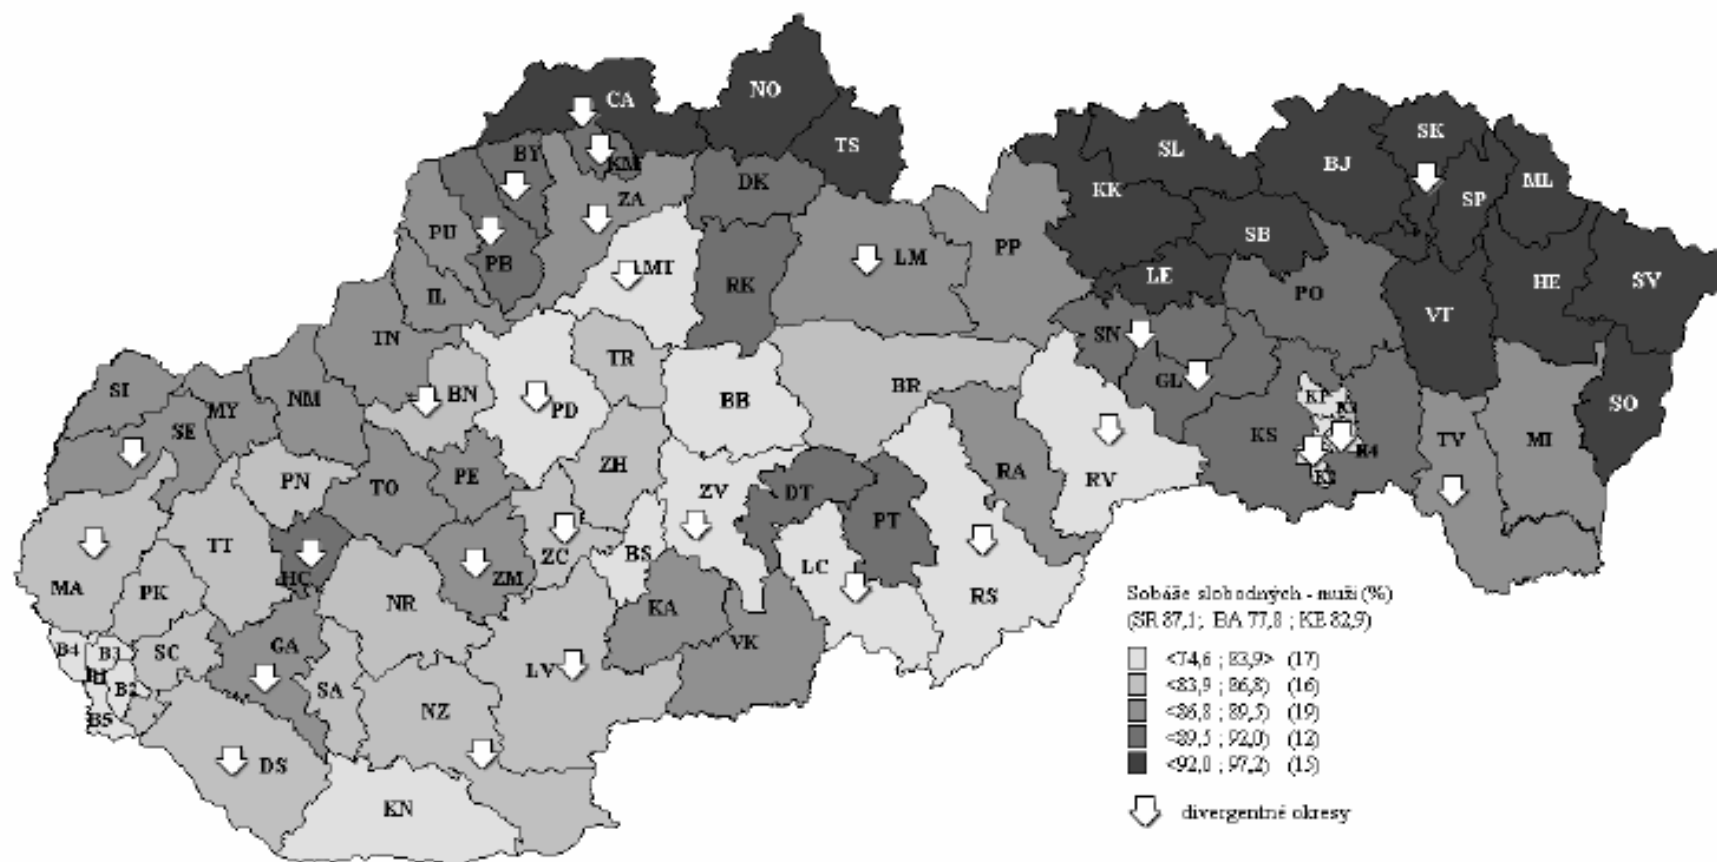 NO
CA
SK
BY
KM
TS
SL
BJ
SP
ML
DK
KK
ZA
PU
SB
PB
MT
LM
PP
RK
LE
PO
HE
SV
IL
VT
TN
SN
TR
GL
SI
MY
NM
BN
PD
BB
BR
KS
SO
SE
TV
MI
PN
TO
PE
ZH
ZV
DT
RA
RV
TT
PT
HC
ZM
ZC
BS
LC
MA
PK
NR
KA
RS
B4
B3
SC
GA
VK
B1
B2
SA
LV
B5
NZ
DS
KN
K1
K3
K4
K2
Sobáše slobodných - muži (%)
(SR 87,1; BA 77,8 ; KE 82,9)
<74,6 ; 83,9> (17)
<83,9 ; 86,8) (16)
<86,8 ; 89,5) (19)
<89,5 ; 92,0) (12)
<92,0 ; 97,2) (15)
divergentné okresy